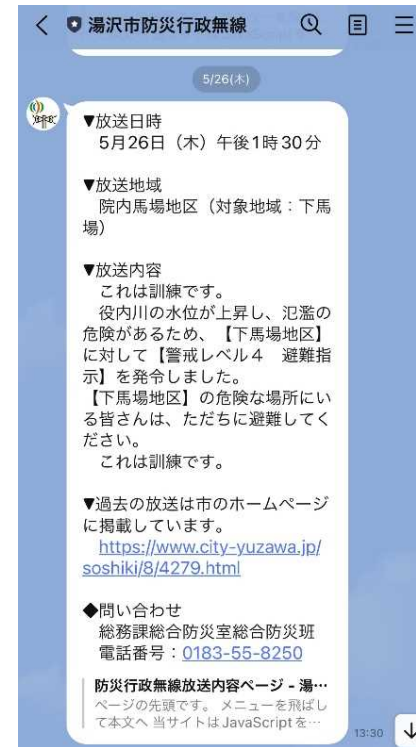 湯沢市防災行政無線
5/26(木)
▼放送日時
5月26日（木）午後1時30分
▼放送地域
院内馬場地区（対象地域：下馬
場）
▼放送内容
これは訓練です。
役内川の水位が上昇し、氾濫の
危険があるため、【下馬場地区】
に対して【警戒レベル４　避難指
示】を発令しました。
【下馬場地区】の危険な場所にい
る皆さんは、ただちに避難してく
ださい。
これは訓練です。
▼過去の放送は市のホームページ
に掲載しています。
https://www.city-yuzawa.jp/
soshiki/8/4279.html
◆問い合わせ
総務課総合防災室総合防災班
電話番号：0183-55-8250
防災行政無線放送内容ページ - 湯…
ページの先頭です。 メニューを飛ばし
て本文へ 当サイトは JavaScript を…
13:30